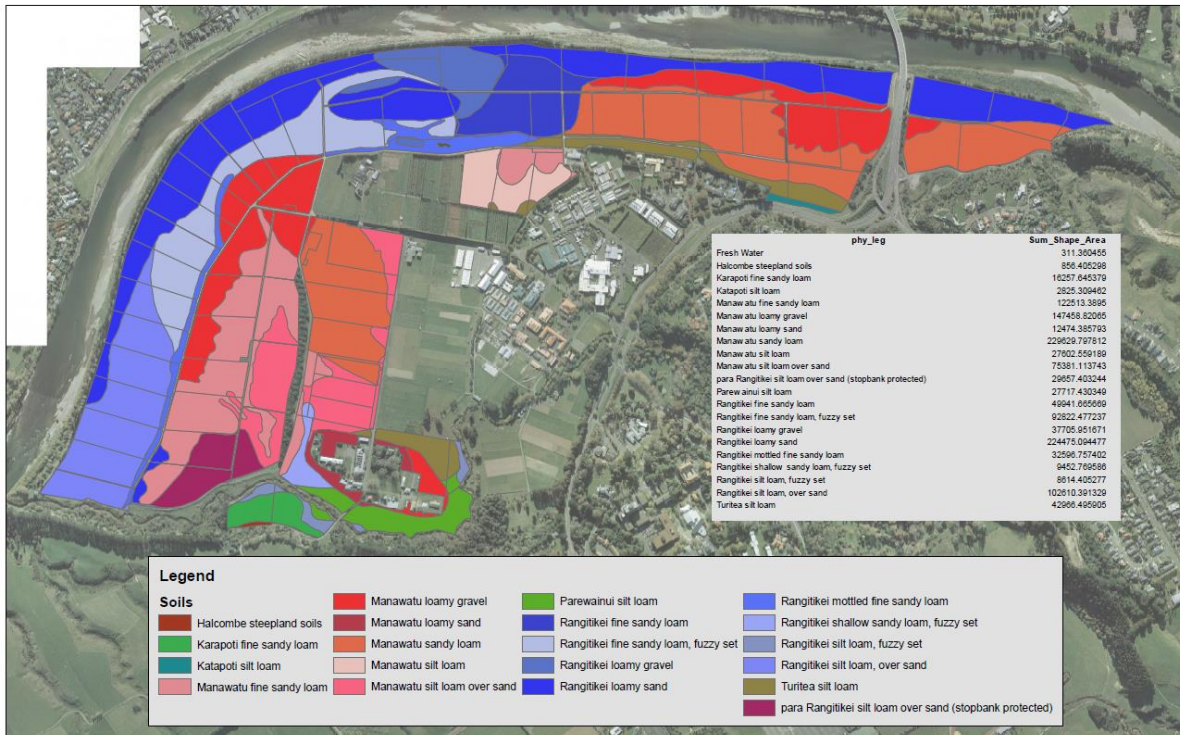 phy_leg Sum_Shape_Area
Fresh Water 311.360455
Halcombe steepland soils 856.405298
Karapoti fine sandy loam 16257.645379
Katapoti silt loam 2825.309462
Manawatu fine sandy loam 122513.3895
Manawatu loamy gravel 147458.82065
Manawatu loamy sand 12474.385793
Manawatu sandy loam 229629.797812
Manawatu silt loam 27602.559189
Manawatu silt loam over sand 75381.113743
para Rangitikei silt loam over sand (stopbank protected) 29657.403244
Parewainui silt loam 27717.430349
Rangitikei fine sandy loam 49941.665669
Rangitikei fine sandy loam, fuzzy set 92822.477237
Rangitikei loamy gravel 37705.951671
Rangitikei loamy sand 224475.094477
Rangitikei mottled fine sandy loam 32596.757402
Rangitikei shallow sandy loam, fuzzy set 9452.769586
Rangitikei silt loam, fuzzy set 8614.405277
Rangitikei silt loam, over sand 102610.391329
Turitea silt loam 42966.495905
Legend
Soils
Halcombe steepland soils
Karapoti fine sandy loam
Katapoti silt loam
Manawatu fine sandy loam
Manawatu loamy gravel
Manawatu loamy sand
Manawatu sandy loam
Manawatu silt loam
Manawatu silt loam over sand
Parewainui silt loam
Rangitikei fine sandy loam
Rangitikei fine sandy loam, fuzzy set
Rangitikei loamy gravel
Rangitikei loamy sand
Rangitikei mottled fine sandy loam
Rangitikei shallow sandy loam, fuzzy set
Rangitikei silt loam, fuzzy set
Rangitikei silt loam, over sand
Turitea silt loam
para Rangitikei silt loam over sand (stopbank protected)